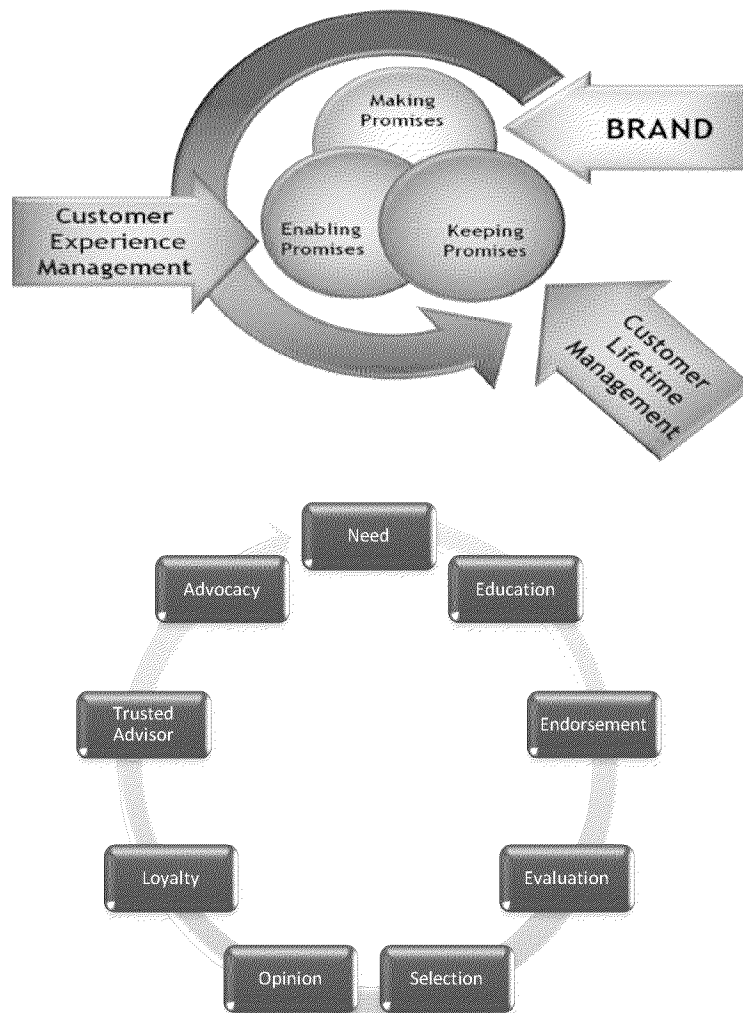 Making
Promises
BRAND
Customer
Experience
Management
Enabling
Promises
Keeping
Promises
Customer
Lifetime
Management
Need
Education
Endorsement
Evaluation
Selection
Opinion
Loyalty
Trusted
Advisor
Advocacy